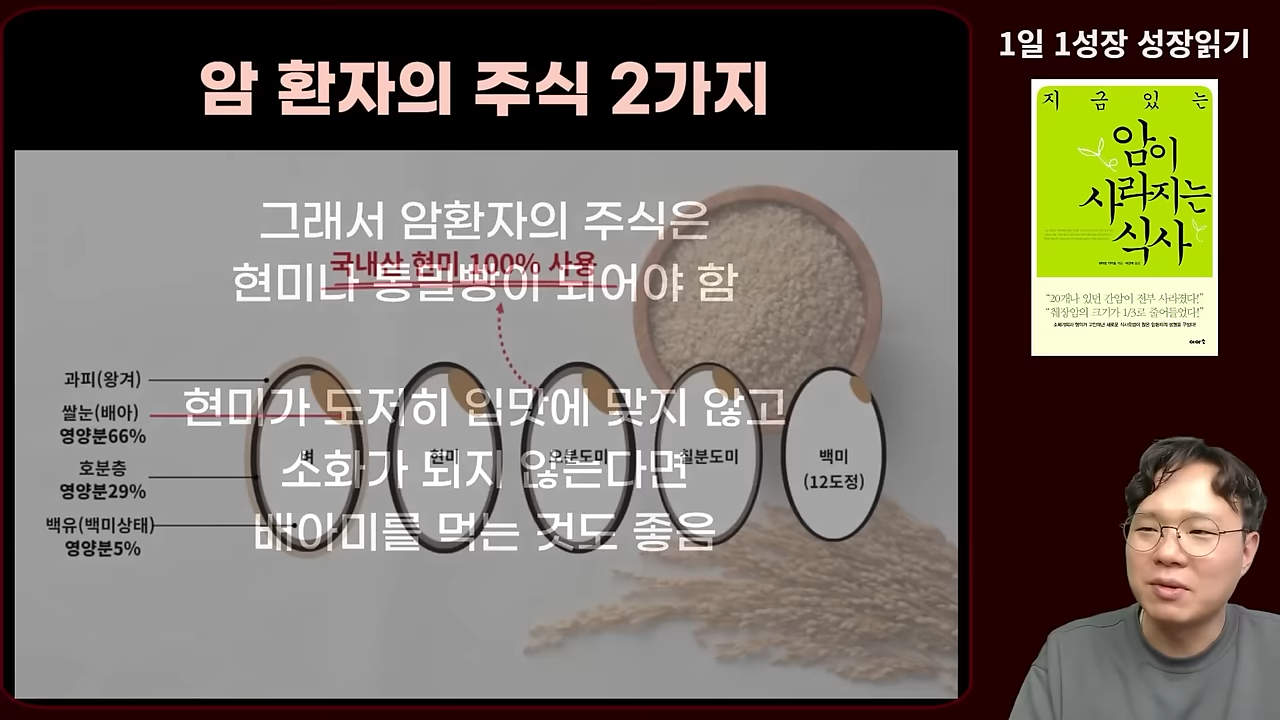 암 환자의 주식 2가지
그래서 암환자의 주식은
국내산 현미 100% 사용
현미나 통밀빵이 되어야 함
현미가 도저히 입맛에 맞지 않고
소화가 되지 않는다면
배아미를 먹는 것도 좋음
과피(왕겨)
쌀눈(배아)
영양분66%
호분층
영양분29%
백유(백미상태)
영양분5%
벼
현미
오분도미
칠분도미
백미
(12도정)
1일 1성장 성장읽기
지금 있는
암이
사라지는
식사
“20개나 있던 간암이 전부 사라졌다!”
“췌장암의 크기가 1/3로 줄어들었다!”